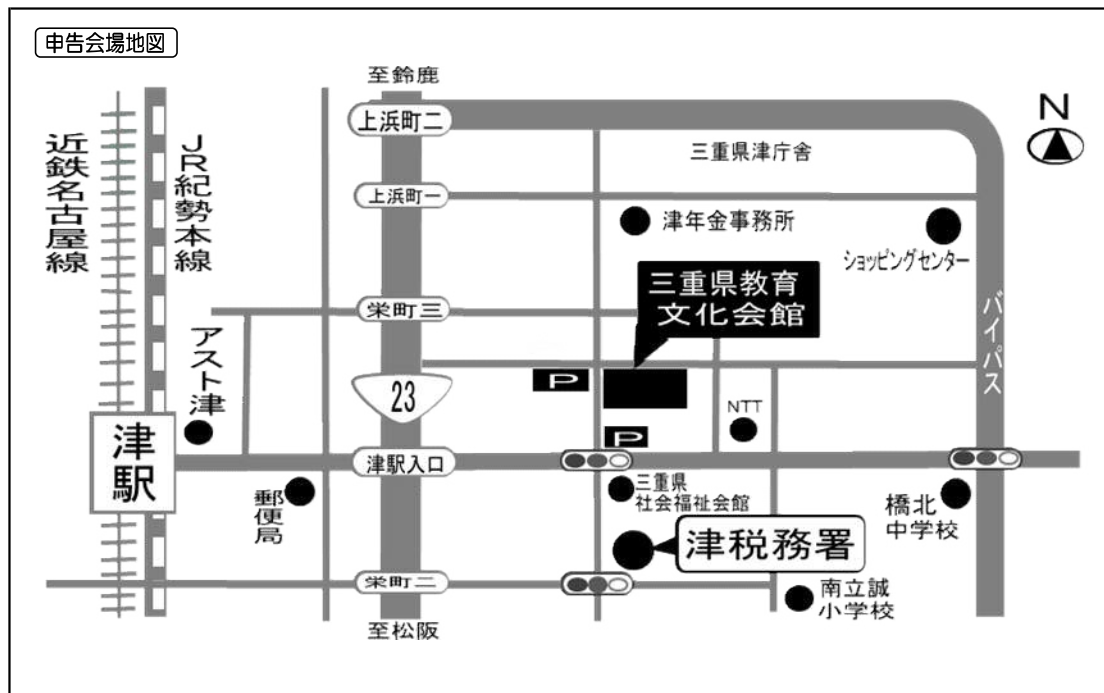 申告会場地図
至鈴鹿
N
上浜町二
三重県津庁舎
近鉄名古屋線
JR紀勢本線
上浜町一
津年金事務所
ショッピングセンター
三重県教育
文化会館
栄町三
バイパス
アスト津
23
P
NTT
P
津駅
津駅入口
郵便局
三重県
社会福祉会館
橋北
中学校
津税務署
栄町二
南立誠
小学校
至松阪